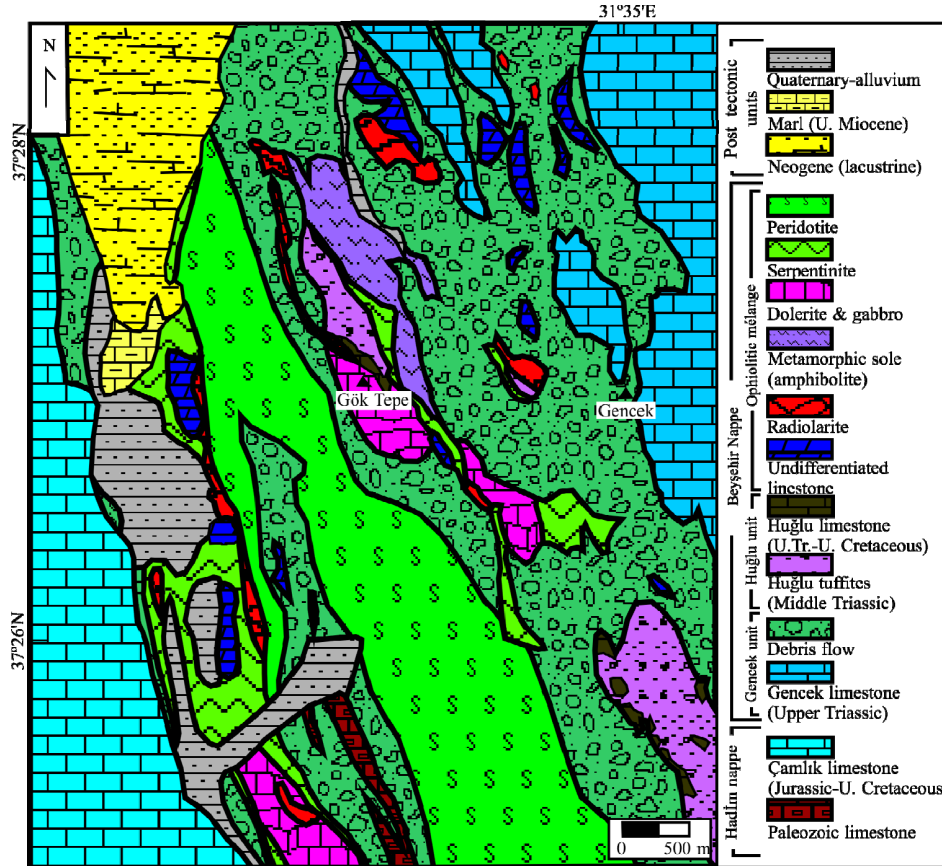 31°35'E
N
37°28'N
37°26'N
Gök Tepe
Gencek
0 500 m
Post tectonic
units
Quaternary-alluvium
Marl (U. Miocene)
Neogene (lacustrine)
Beyşehir Nappe
Ophiolitic mélange
Peridotite
Serpentinite
Dolerite & gabbro
Metamorphic sole
(amphibolite)
Radiolarite
Undifferentiated
limestone
Huğlu unit
Huğlu limestone
(U.Tr.-U. Cretaceous)
Huğlu tuffites
(Middle Triassic)
Gencek unit
Debris flow
Gencek limestone
(Upper Triassic)
Hadim nappe
Çamlık limestone
(Jurassic-U. Cretaceous
Paleozoic limestone